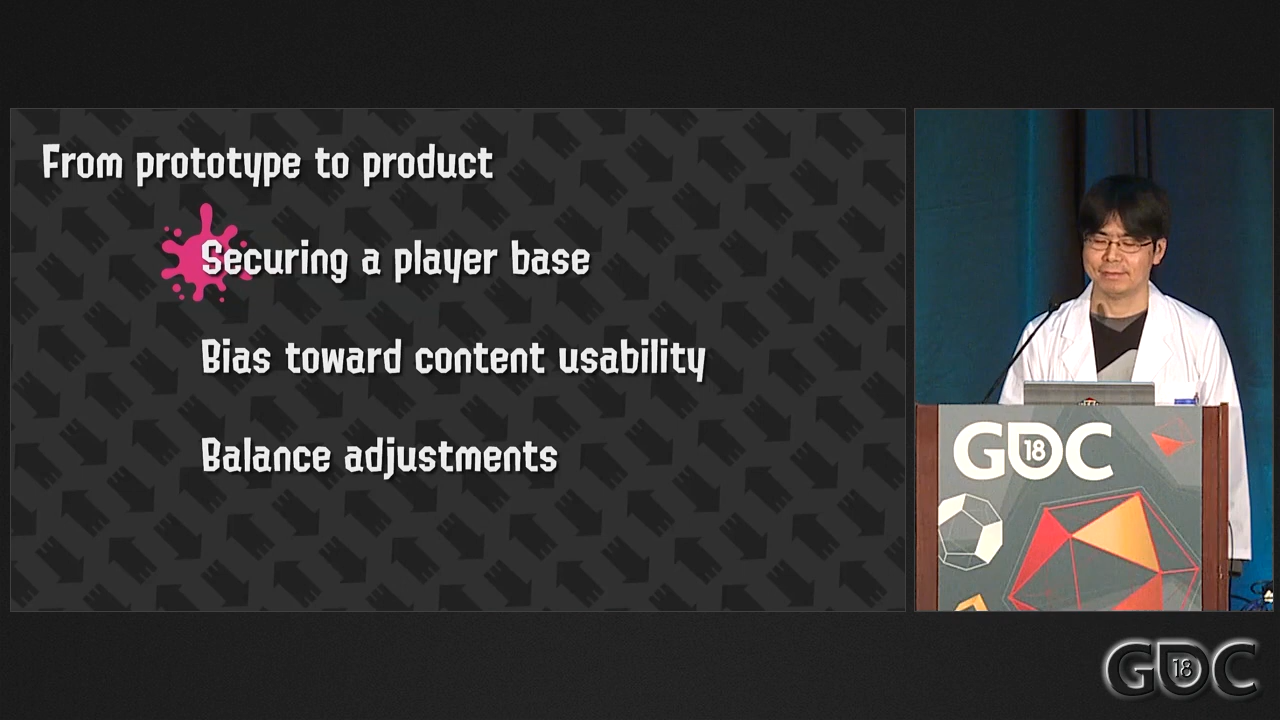 From prototype to product
Securing a player base
Bias toward content usability
Balance adjustments
GDC
18
GDC
18